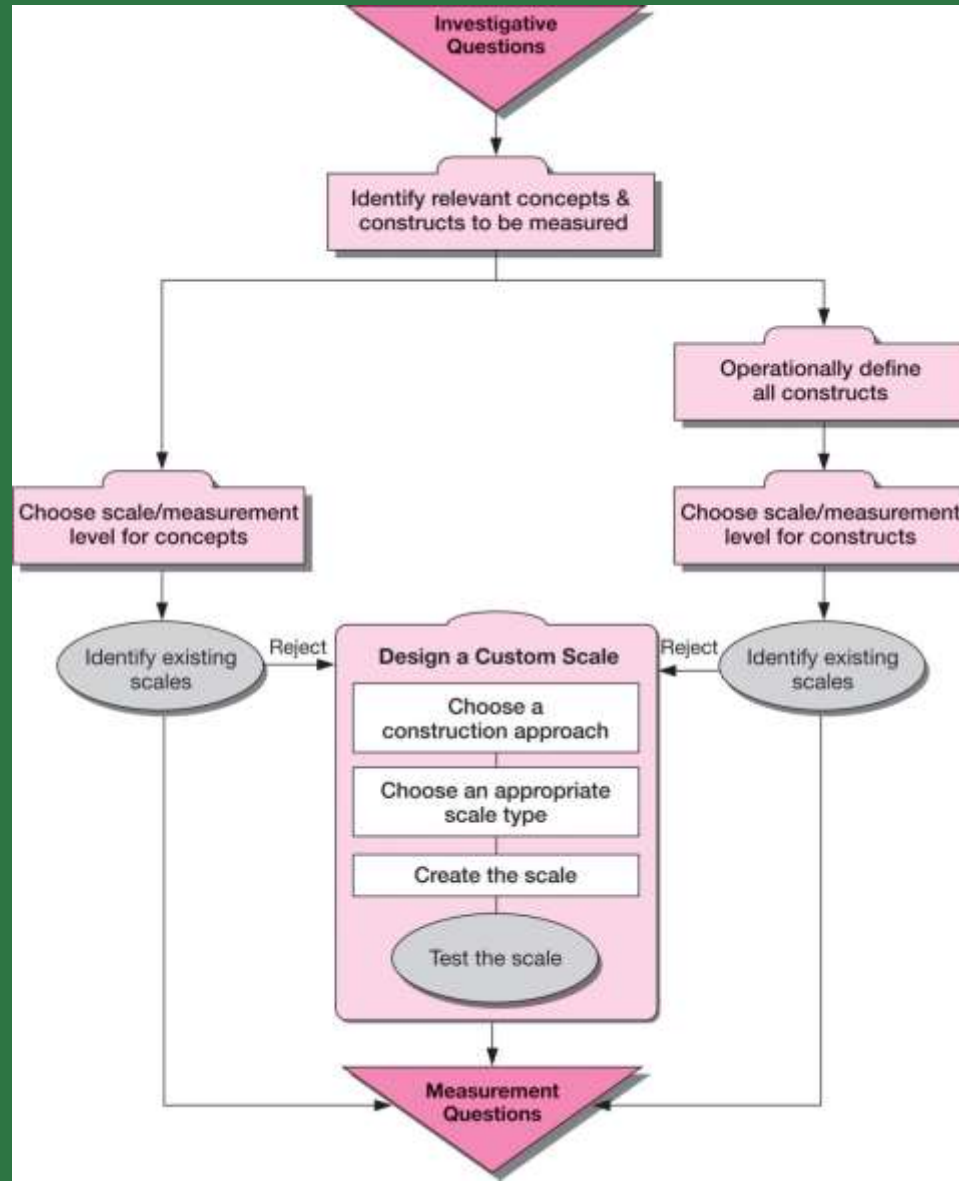 Investigative
Questions
Identify relevant concepts &
constructs to be measured
Operationally define
all constructs
Choose scale/measurement
level for concepts
Choose scale/measurement
level for constructs
Identify existing
scales
Reject
Design a Custom Scale
Reject
Identify existing
scales
Choose a
construction approach
Choose an appropriate
scale type
Create the scale
Test the scale
Measurement
Questions